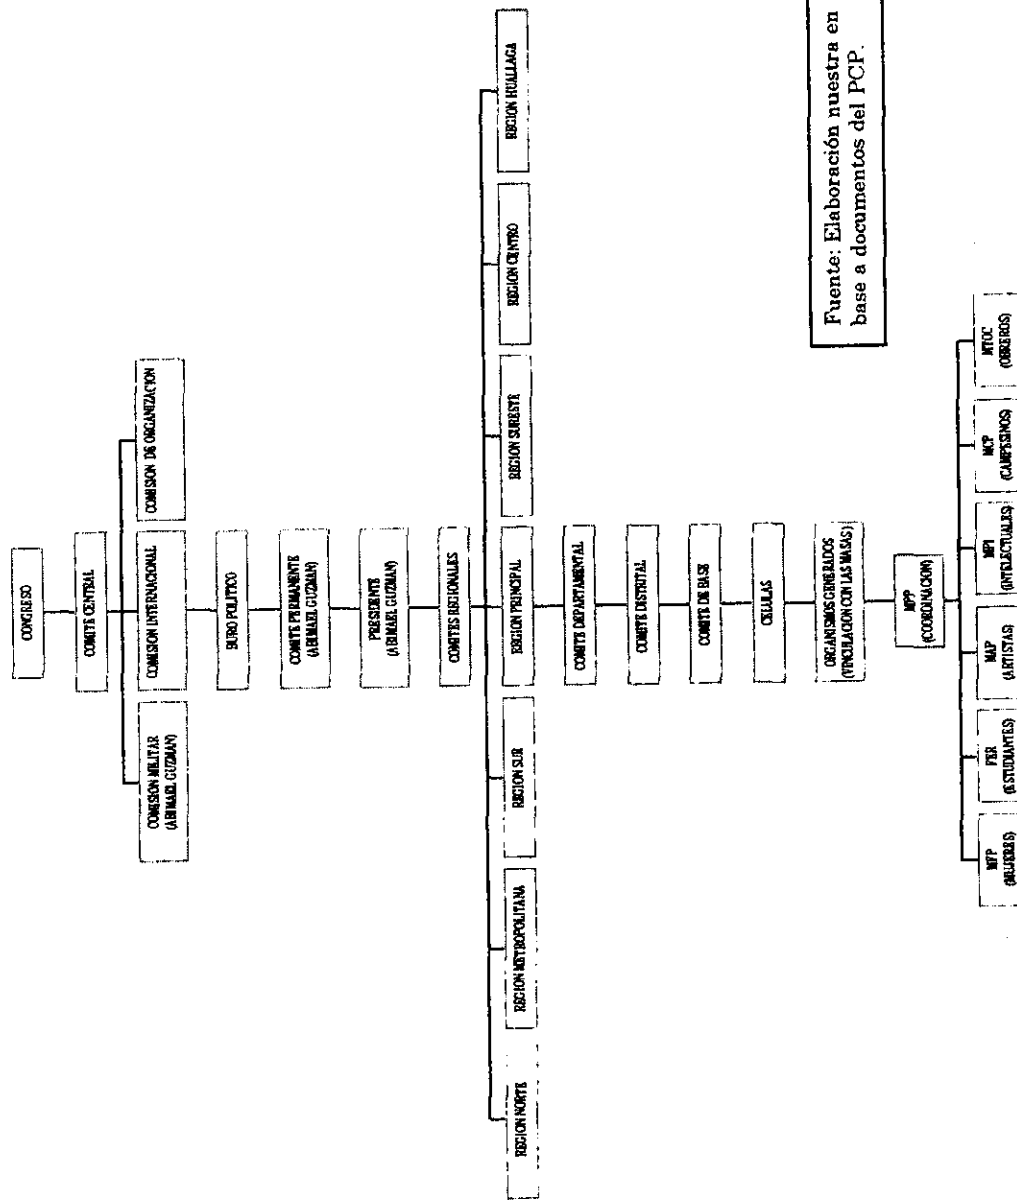 CONGRESO
COMITE CENTRAL
COMISION MILITAR
(ABIMAEL GUZMAN)
COMISION INTERNACIONAL
COMISION DE ORGANIZACION
BURO POLITICO
COMITE PERMANENTE
(ABIMAEL GUZMAN)
PRESIDENTE
(ABIMAEL GUZMAN)
COMITES REGIONALES
REGION NORTE
REGION METROPOLITANA
REGION SUR
REGION PRINCIPAL
REGION SURESTE
REGION CENTRO
REGION HUALLAGA
COMITE DEPARTAMENTAL
COMITE DISTRITAL
COMITE DE BASE
CELULAS
ORGANISMOS GENERADOS
(VINCULACION CON LAS MASAS)
MPP
(COORDINACION)
MFP
(MUJERES)
FER
(ESTUDIANTES)
MAP
(ARTISTAS)
MPI
(INTELECTUALES)
MCP
(CAMPESINOS)
MTOC
(OBREROS)
Fuente: Elaboración nuestra en
base a documentos del PCP.